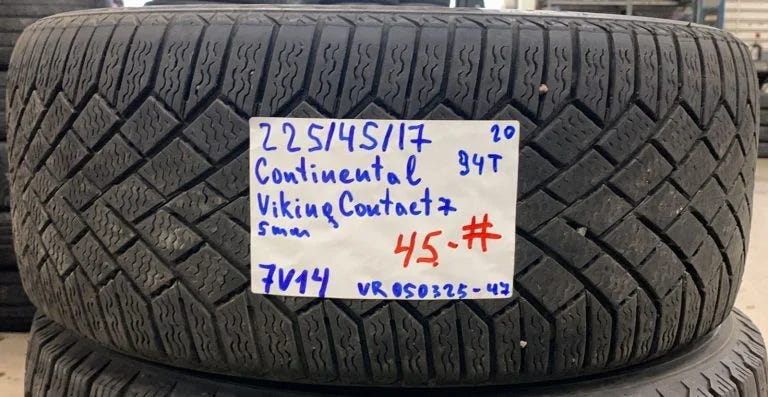 225/45/17 20
Continental 94T
VikingContact7
5mm
45.-#
7V14 VR050325-47